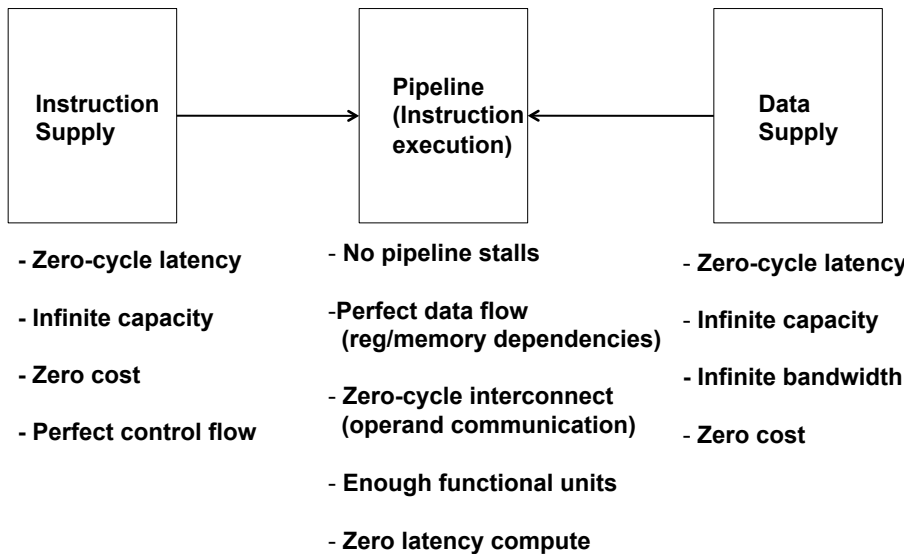 Instruction
Supply
Pipeline
(Instruction
execution)
Data
Supply
- Zero-cycle latency
- Infinite capacity
- Zero cost
- Perfect control flow
- No pipeline stalls
-Perfect data flow
(reg/memory dependencies)
- Zero-cycle interconnect
(operand communication)
- Enough functional units
- Zero latency compute
- Zero-cycle latency
- Infinite capacity
- Infinite bandwidth
- Zero cost